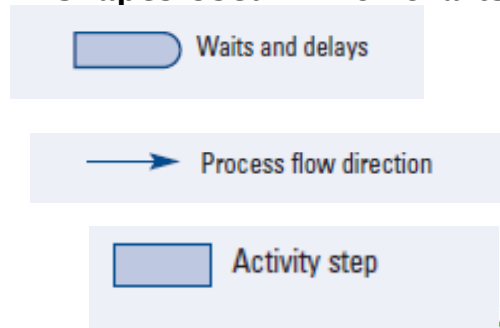 Waits and delays
Process flow direction
Activity step